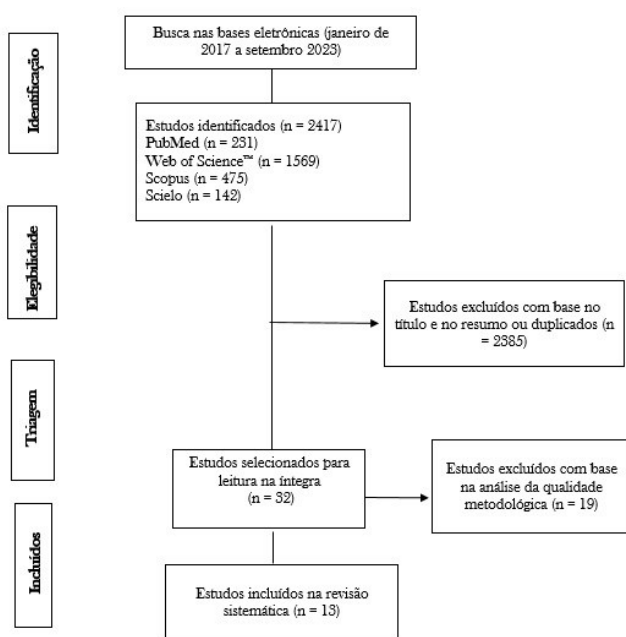 Identificação
Busca nas bases eletrônicas (janeiro de
2017 a setembro 2023)
Estudos identificados (n = 2417)
PubMed (n = 231)
Web of Science™ (n = 1569)
Scopus (n = 475)
Scielo (n = 142)
Elegibilidade
Estudos excluídos com base no
título e no resumo ou duplicados (n
= 2385)
Triagem
Estudos selecionados para
leitura na íntegra
(n = 32)
Estudos excluídos com base
na análise da qualidade
metodológica (n = 19)
Incluídos
Estudos incluídos na revisão
sistemática (n = 13)